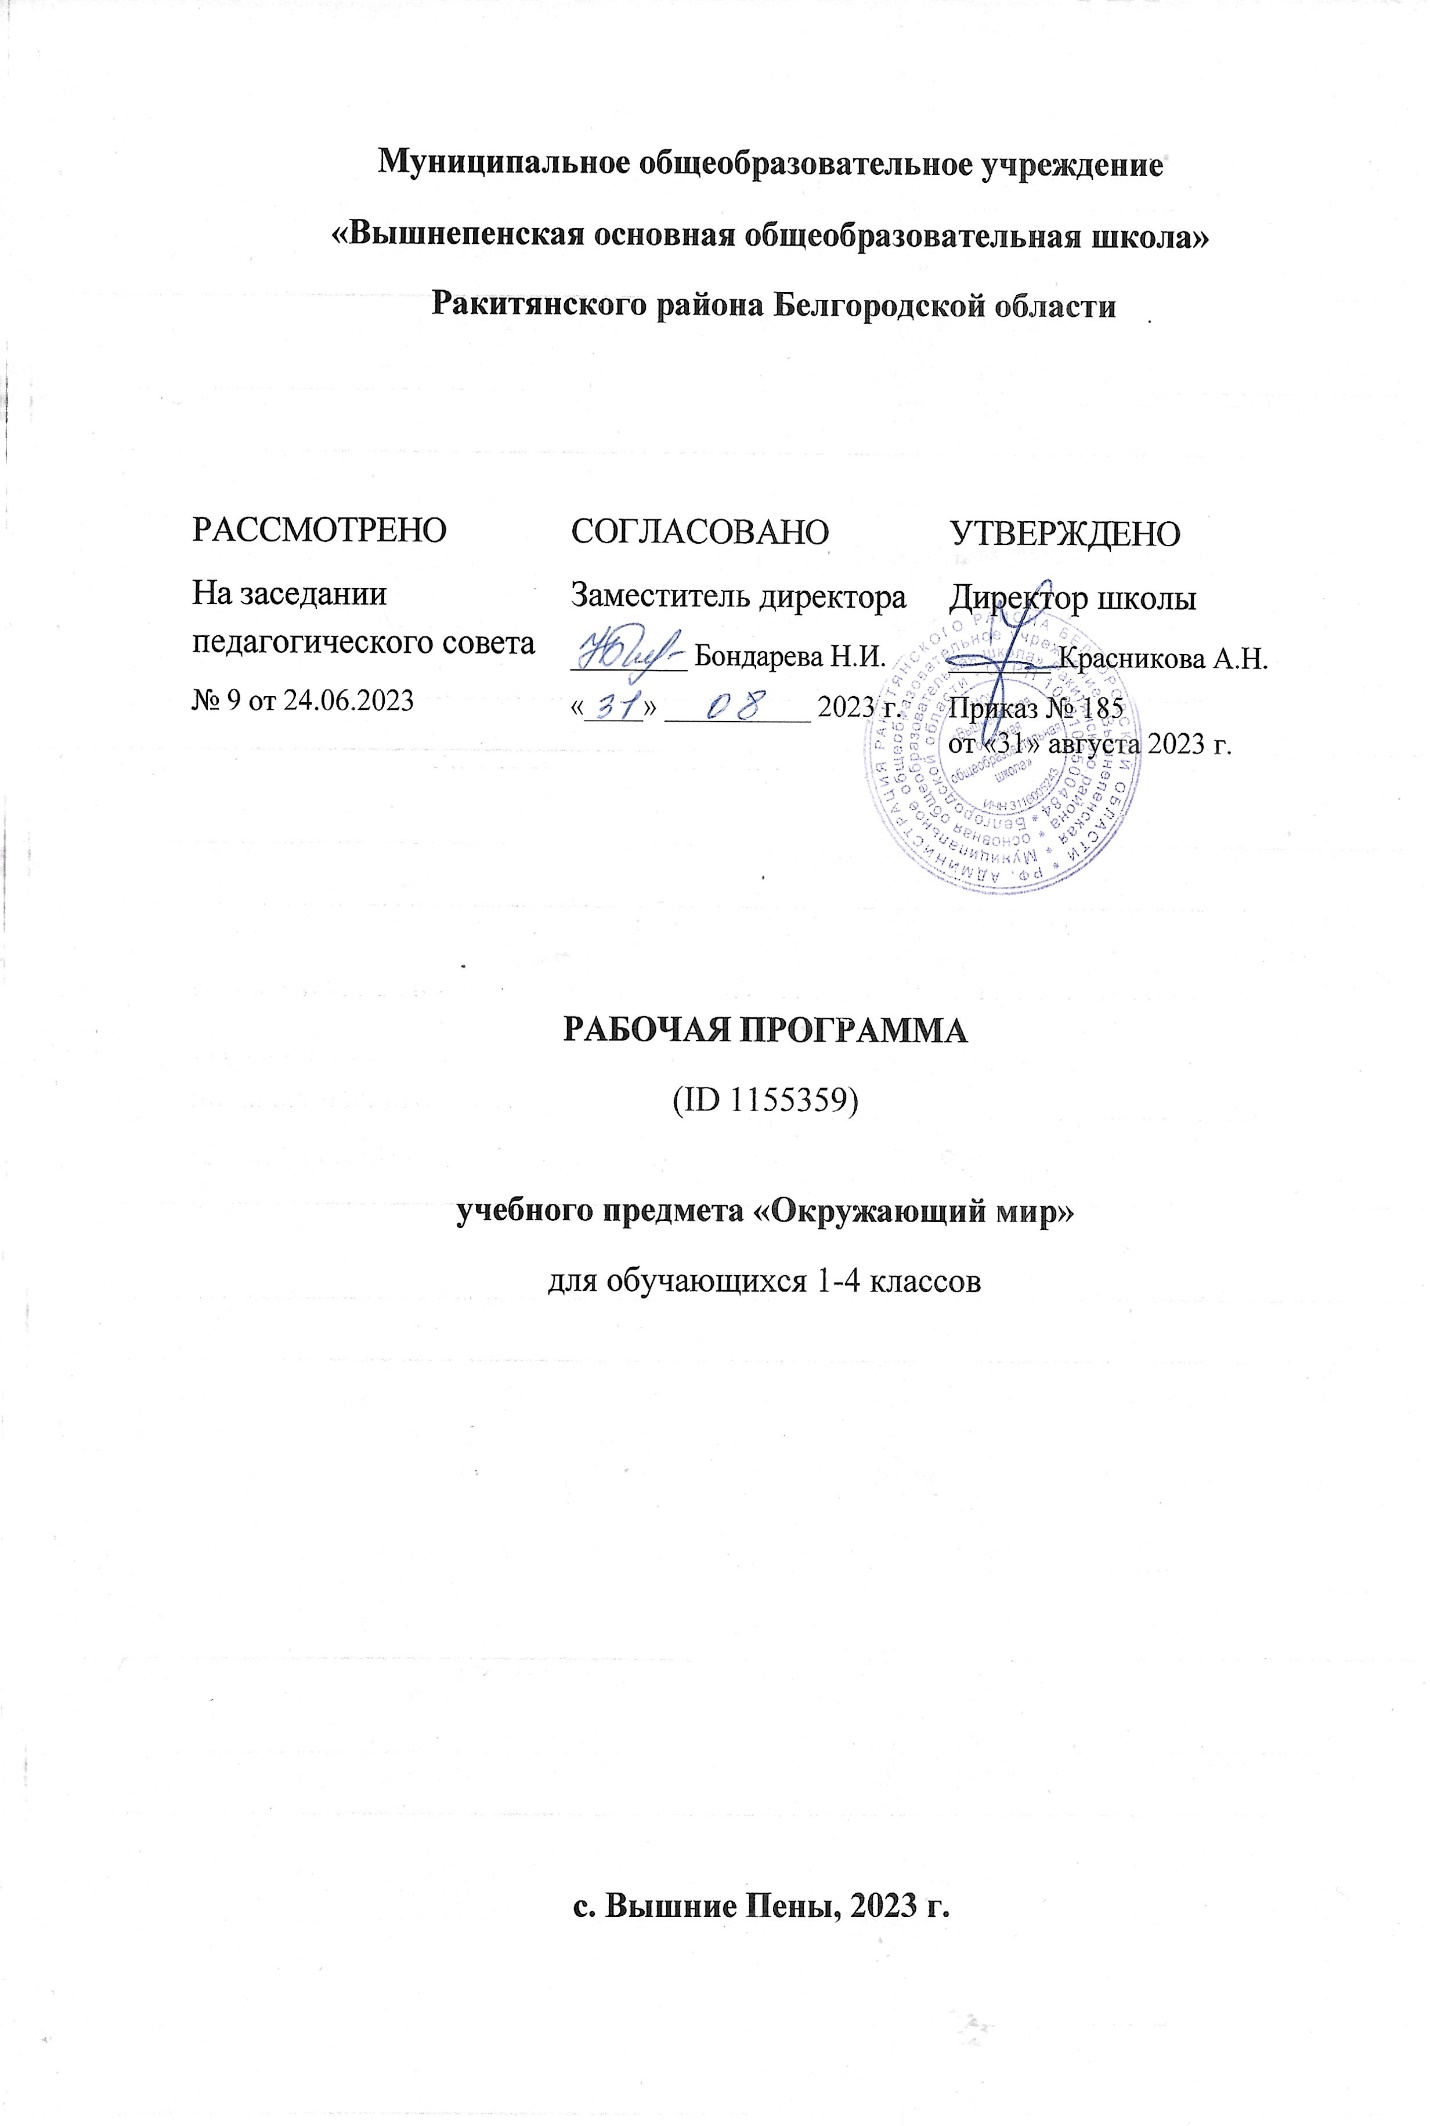 Муниципальное общеобразовательное учреждение
«Вышнепенская основная общеобразовательная школа»
Ракитянского района Белгородской области
РАССМОТРЕНО
На заседании
педагогического совета
№ 9 от 24.06.2023
СОГЛАСОВАНО
Заместитель директора
Бондарева Н.И.
«31» 08 2023 г.
УТВЕРЖДЕНО
Директор школы
Красникова А.Н.
Приказ № 185
от «31» августа 2023 г.
общеобразовательная
школа»
РАБОЧАЯ ПРОГРАММА
(ID 1155359)
учебного предмета «Окружающий мир»
для обучающихся 1-4 классов
с. Вышние Пены, 2023 г.